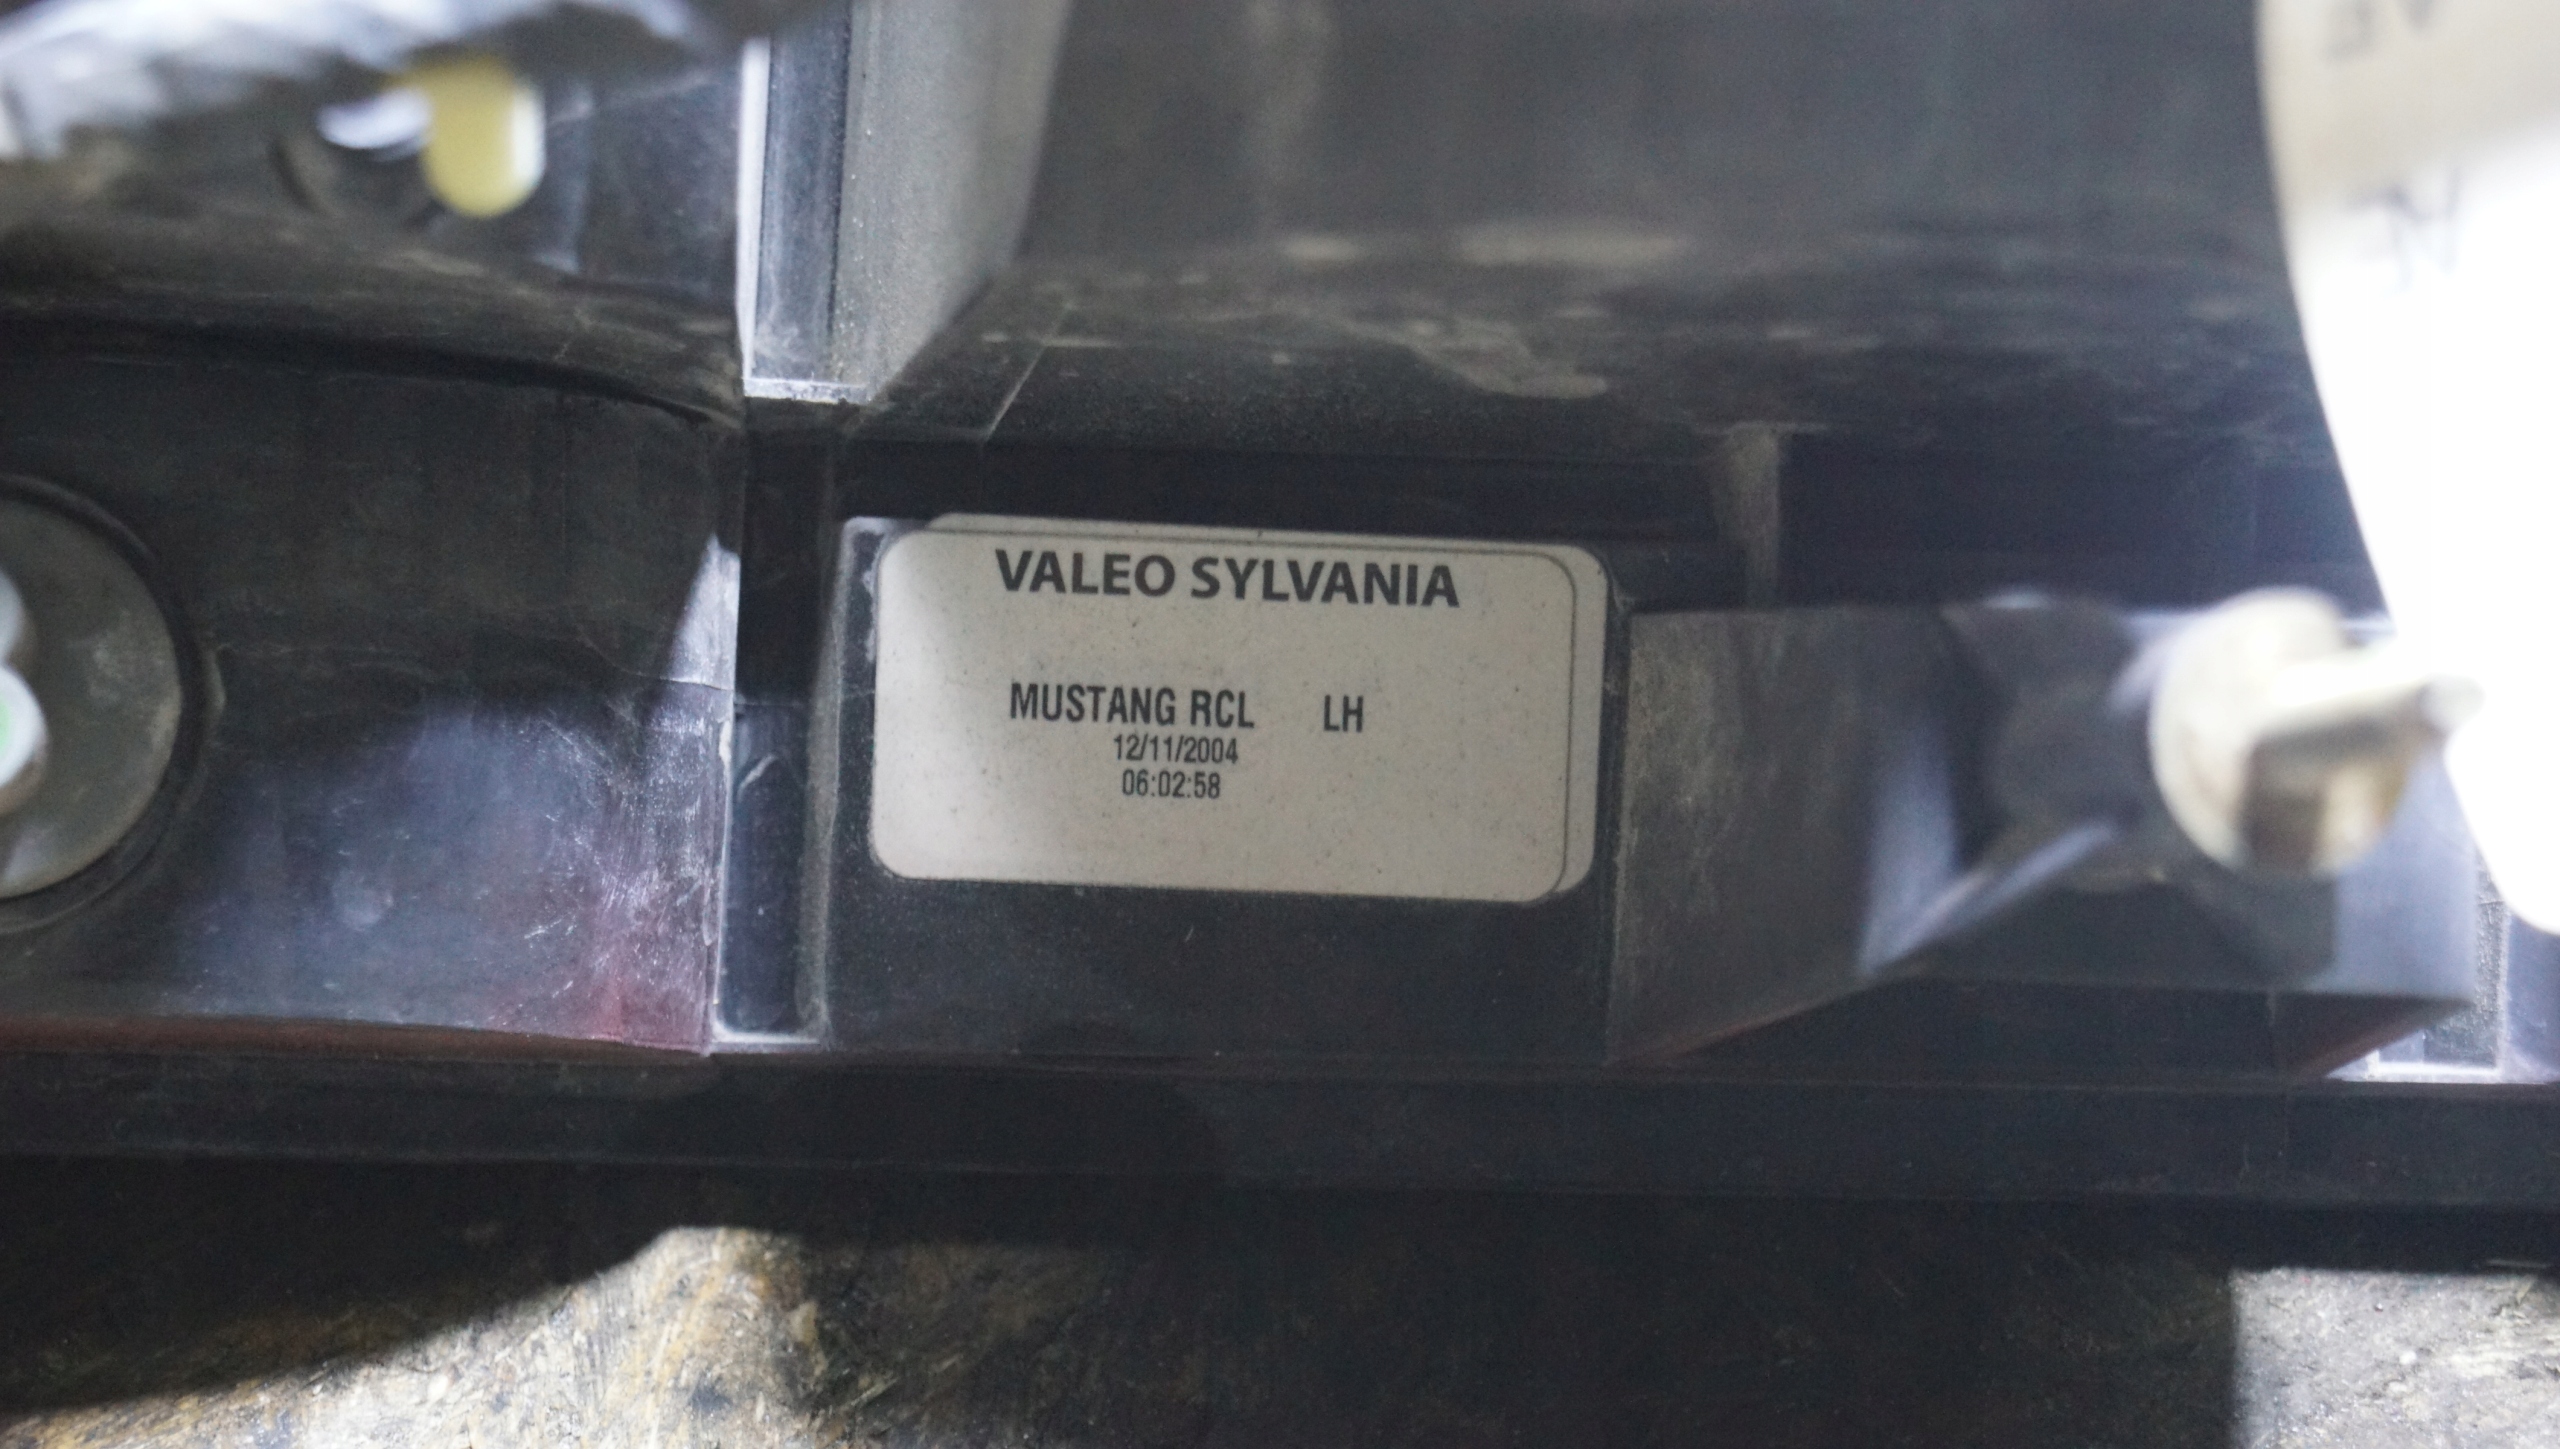 VALEO SYLVANIA
MUSTANG RCL LH
12/11/2004
06:02:58